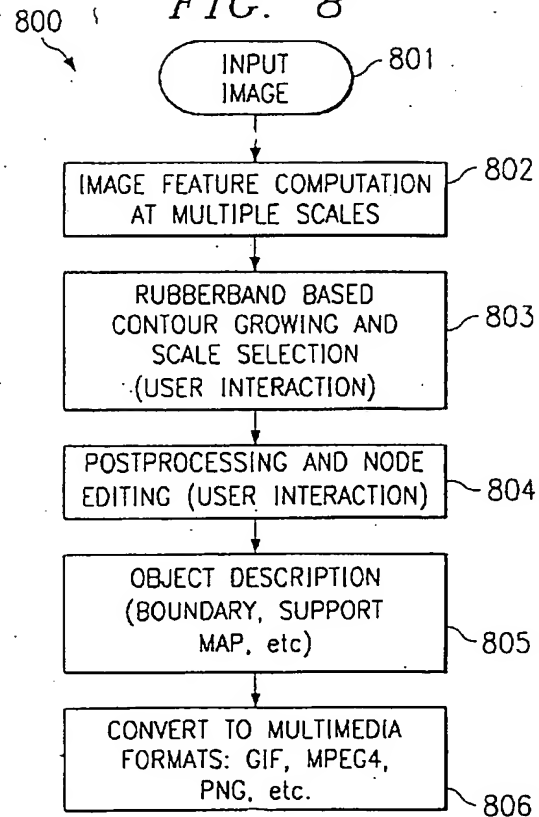 FIG. 8
800
INPUT
IMAGE
801
IMAGE FEATURE COMPUTATION
AT MULTIPLE SCALES
802
RUBBERBAND BASED
CONTOUR GROWING AND
SCALE SELECTION
(USER INTERACTION)
803
POSTPROCESSING AND NODE
EDITING (USER INTERACTION)
804
OBJECT DESCRIPTION
(BOUNDARY, SUPPORT
MAP, etc)
805
CONVERT TO MULTIMEDIA
FORMATS: GIF, MPEG4,
PNG, etc.
806